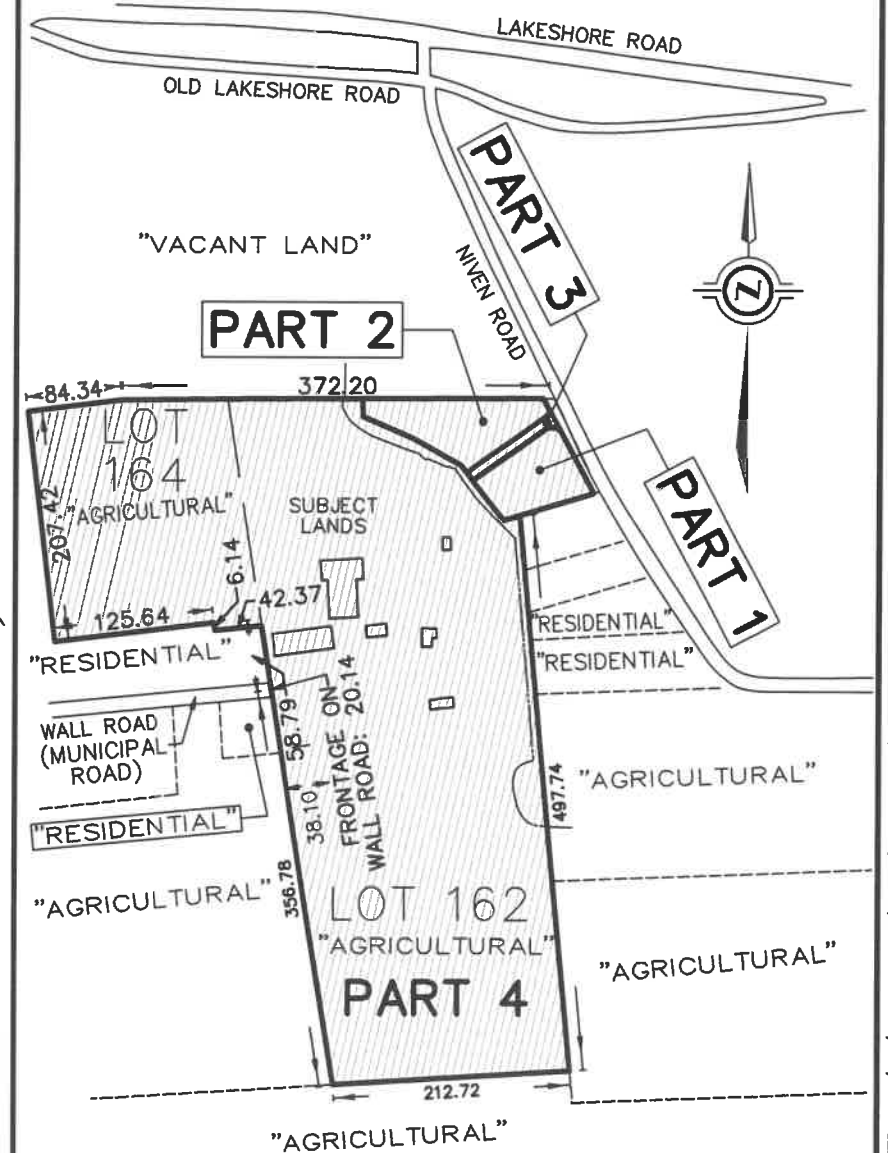 LAKESHORE ROAD
OLD LAKESHORE ROAD
PART 3
"VACANT LAND"
NIVEN ROAD
N
PART 2
84.34
372.20
LOT
164
"AGRICULTURAL"
207.42
SUBJECT
LANDS
PART 1
6.14
42.37
125.64
"RESIDENTIAL"
"RESIDENTIAL"
"RESIDENTIAL"
WALL ROAD
(MUNICIPAL
ROAD)
58.79
38.10
FRONTAGE ON
WALL ROAD: 20.14
"RESIDENTIAL"
497.74
"AGRICULTURAL"
"AGRICULTURAL"
356.78
LOT 162
"AGRICULTURAL"
PART 4
"AGRICULTURAL"
212.72
"AGRICULTURAL"